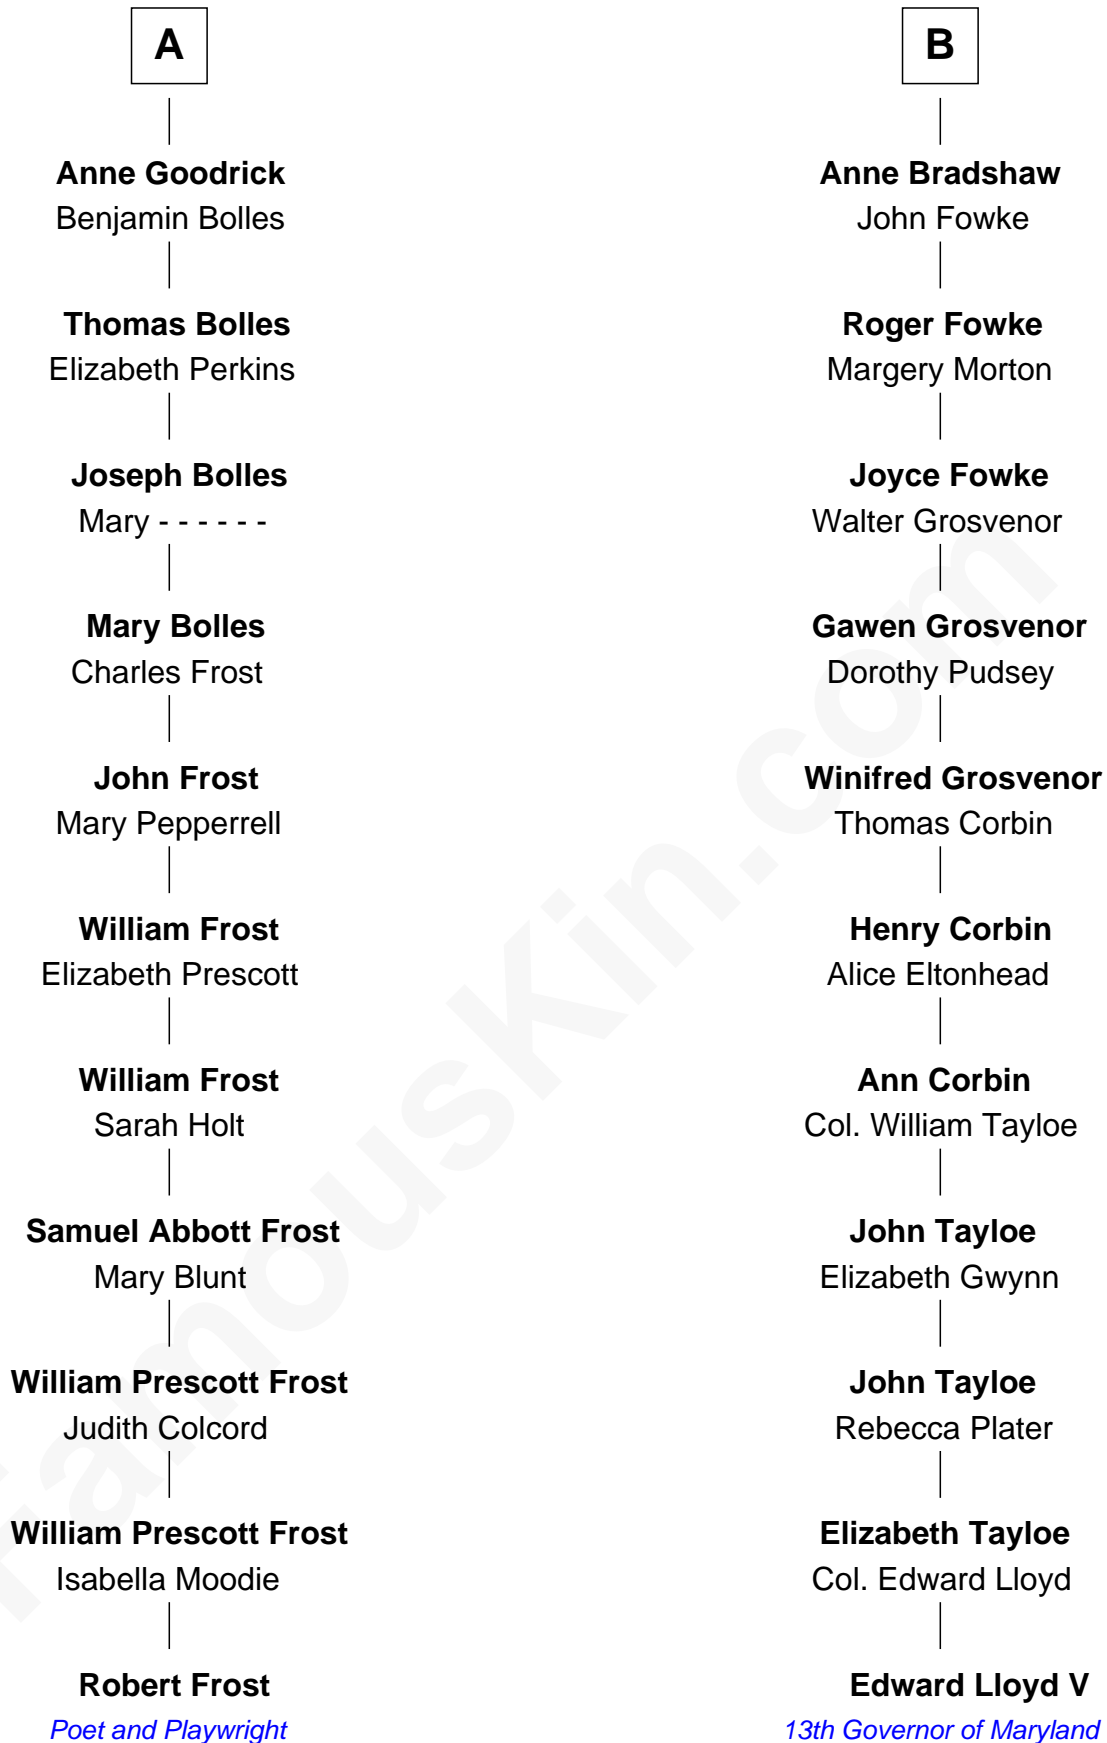 A
Anne Goodrick
Benjamin Bolles
Thomas Bolles
Elizabeth Perkins
Joseph Bolles
Mary - - - - - -
Mary Bolles
Charles Frost
John Frost
Mary Pepperrell
William Frost
Elizabeth Prescott
William Frost
Sarah Holt
Samuel Abbott Frost
Mary Blunt
William Prescott Frost
Judith Colcord
William Prescott Frost
Isabella Moodie
Robert Frost
Poet and Playwright
B
Anne Bradshaw
John Fowke
Roger Fowke
Margery Morton
Joyce Fowke
Walter Grosvenor
Gawen Grosvenor
Dorothy Pudsey
Winifred Grosvenor
Thomas Corbin
Henry Corbin
Alice Eltonhead
Ann Corbin
Col. William Tayloe
John Tayloe
Elizabeth Gwynn
John Tayloe
Rebecca Plater
Elizabeth Tayloe
Col. Edward Lloyd
Edward Lloyd V
13th Governor of Maryland
FamousKin.com